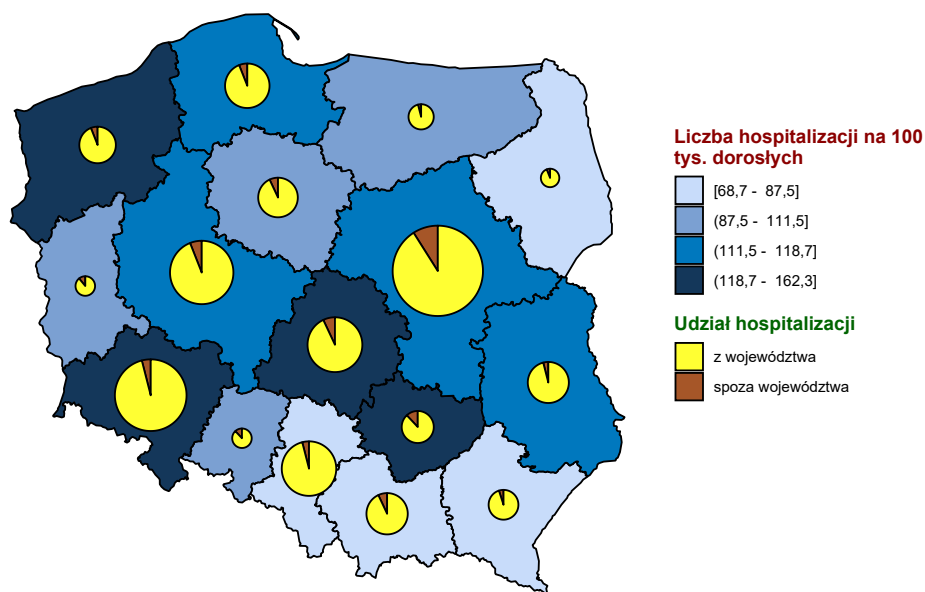 Liczba hospitalizacji na 100
tys. dorosłych
[68,7 - 87,5]
(87,5 - 111,5]
(111,5 - 118,7]
(118,7 - 162,3]
Udział hospitalizacji
z województwa
spoza województwa